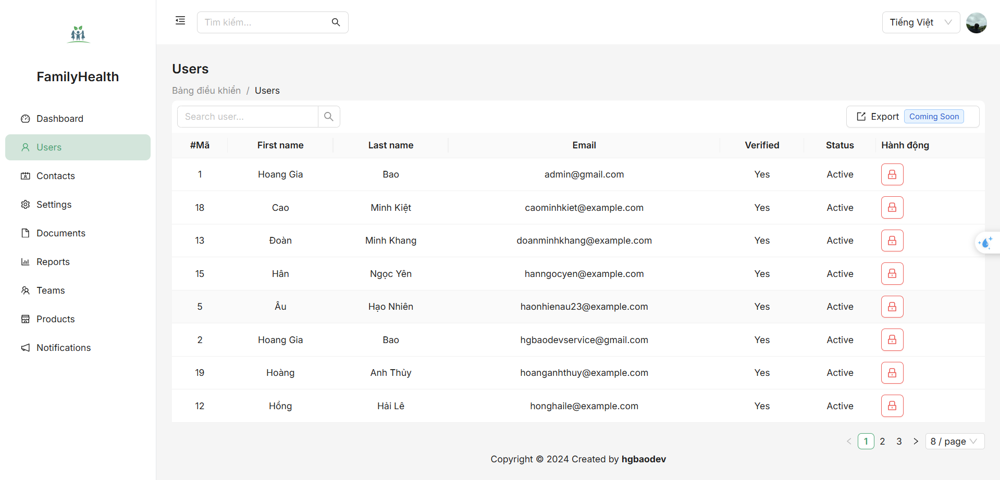 FamilyHealth
Dashboard
Users
Contacts
Settings
Documents
Reports
Teams
Products
Notifications
Tìm kiếm...
Tiếng Việt
Users
Bảng điều khiển / Users
Search user...
Export Coming Soon
#Mã First name Last name Email Verified Status Hành động
1 Hoang Gia Bao admin@gmail.com Yes Active
18 Cao Minh Kiệt caominhkiet@example.com Yes Active
13 Đoàn Minh Khang doanminhkhang@example.com Yes Active
15 Hân Ngọc Yên hanngocyen@example.com Yes Active
5 Âu Hạo Nhiên haonhienau23@example.com Yes Active
2 Hoang Gia Bao hgbaodevservice@gmail.com Yes Active
19 Hoàng Anh Thủy hoanganhthuy@example.com Yes Active
12 Hồng Hải Lê honghaile@example.com Yes Active
< 1 2 3 > 8 / page
Copyright © 2024 Created by hgbaodev